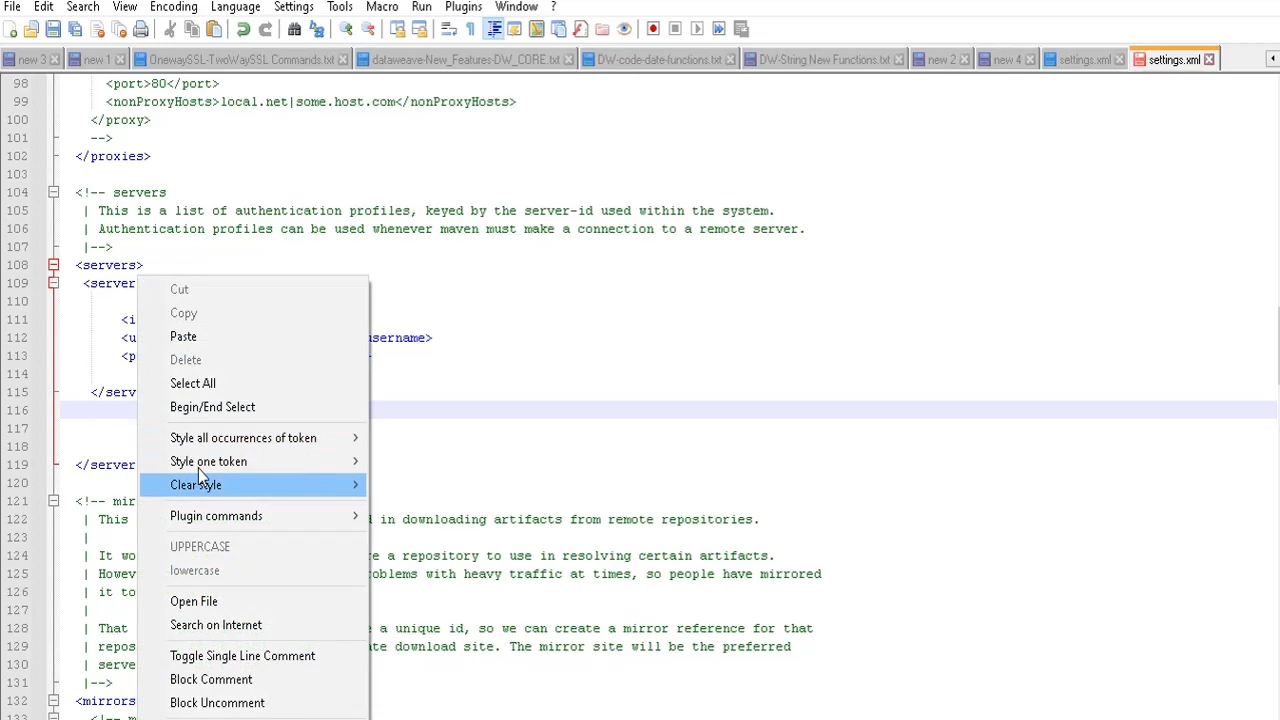 File Edit Search View Encoding Language Settings Tools Macro Run Plugins Window ?
new 3 new 1 OnewaySSL-TwoWaySSL Commands.txt dataweave-New_Features-DW_CORE.txt DW-code-date-functions.txt DW-String New Functions.txt new 2 new 4 settings.xml settings.xml
98 <port>80</port>
99 <nonProxyHosts>local.net|some.host.com</nonProxyHosts>
100 </proxy>
101 -->
102 </proxies>
103
104 <!-- servers
105 | This is a list of authentication profiles, keyed by the server-id used within the system.
106 | Authentication profiles can be used whenever maven must make a connection to a remote server.
107 |-->
108 <servers>
109 <server
110
111 <i
112 <u username>
113 <p >
114
115 </serv
116
117
118
119 </server
120
121 <!-- mi
122 | This d in downloading artifacts from remote repositories.
123 |
124 | It wo e a repository to use in resolving certain artifacts.
125 | Howev oblems with heavy traffic at times, so people have mirrored
126 | it to
127 |
128 | That e a unique id, so we can create a mirror reference for that
129 | repos ate download site. The mirror site will be the preferred
130 | serve
131 |-->
132 <mirrors
133 <!-- m
Cut
Copy
Paste
Delete
Select All
Begin/End Select
Style all occurrences of token
Style one token
Clear style
Plugin commands
UPPERCASE
lowercase
Open File
Search on Internet
Toggle Single Line Comment
Block Comment
Block Uncomment